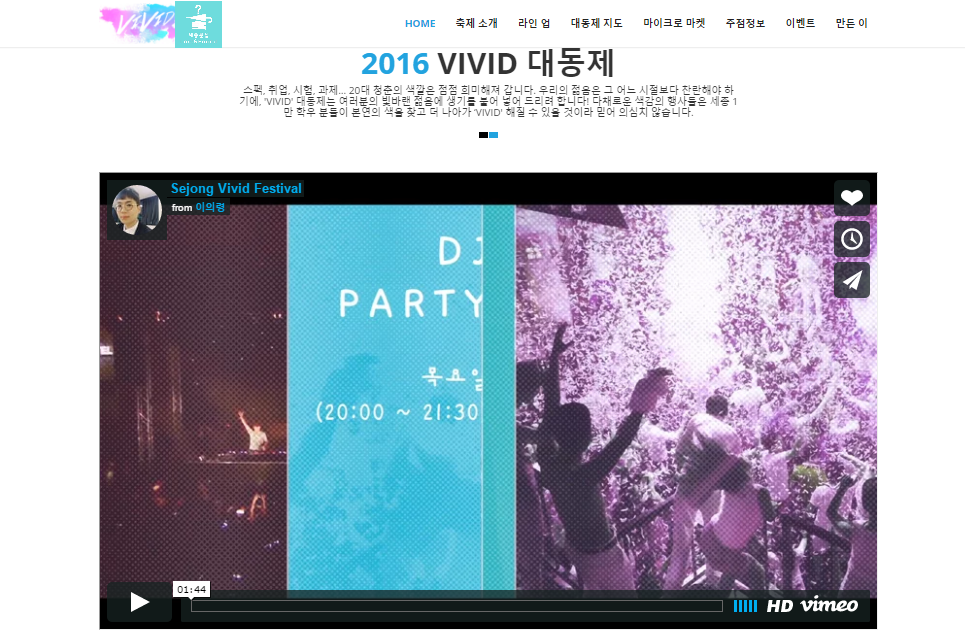 ViViD
HOME 축제 소개 라인 업 대동제 지도 마이크로 마켓 주점정보 이벤트 만든 이
2016 VIVID 대동제
스펙, 취업, 시험, 과제... 20대 청춘의 색깔은 점점 희미해져 갑니다. 우리의 젊음은 그 어느 시절보다 찬란해야 하
기에, 'VIVID' 대동제는 여러분의 빛바랜 젊음에 생기를 불어 넣어 드리려 합니다! 다채로운 색감의 행사들은 세종 1
만 학우 분들이 본연의 색을 찾고 더 나아가 'VIVID' 해질 수 있을 것이라 믿어 의심치 않습니다.
Sejong Vivid Festival
from 이의령
DJ
PARTY
목요일
(20:00 ~ 21:30
01:44
HD vimeo